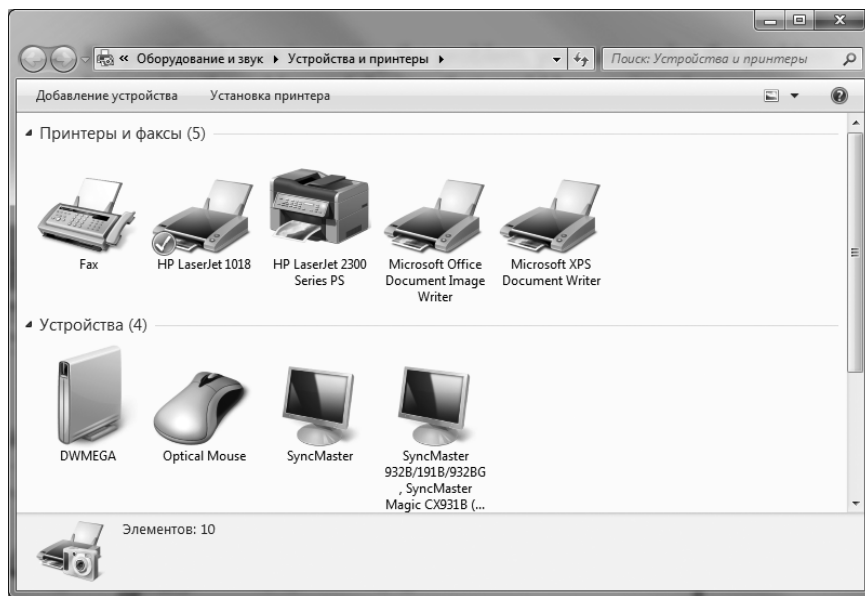 « Оборудование и звук ▸ Устройства и принтеры ▸
Поиск: Устройства и принтеры
Добавление устройства Установка принтера
Принтеры и факсы (5)
Fax
HP LaserJet 1018
HP LaserJet 2300
Series PS
Microsoft Office
Document Image
Writer
Microsoft XPS
Document Writer
Устройства (4)
DWMEGA
Optical Mouse
SyncMaster
SyncMaster
932B/191B/932BG
, SyncMaster
Magic CX931B (...
Элементов: 10